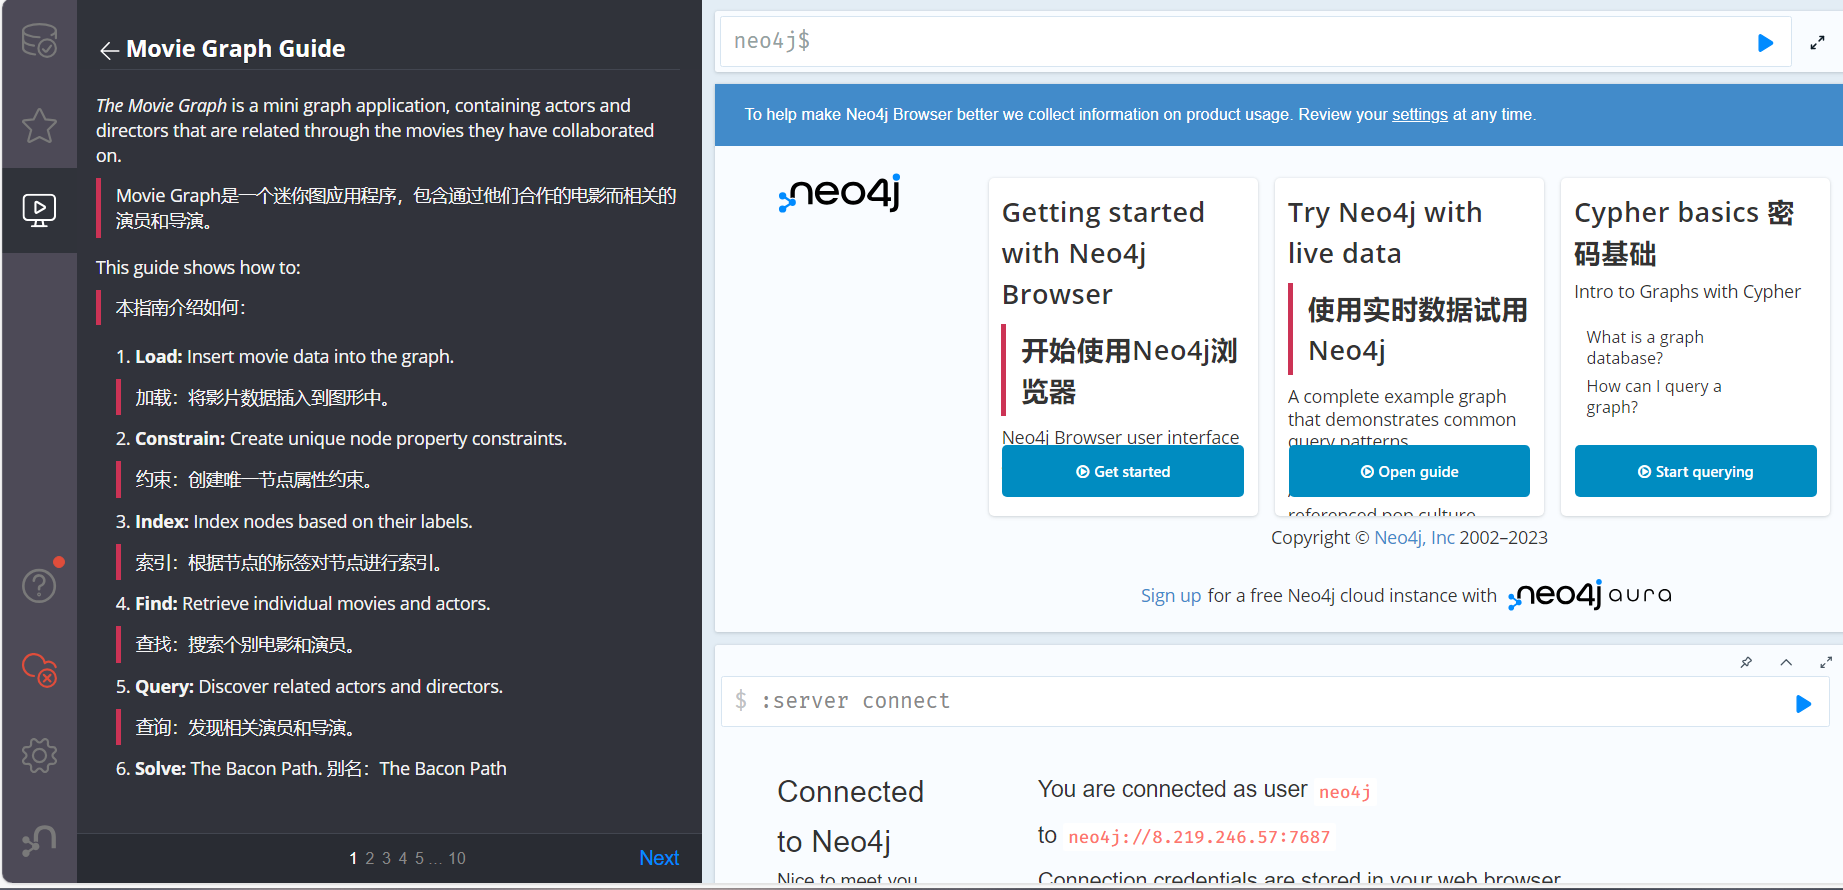 Movie Graph Guide
The Movie Graph is a mini graph application, containing actors and
directors that are related through the movies they have collaborated
on.
Movie Graph是一个迷你图应用程序，包含通过他们合作的电影而相关的
演员和导演。
This guide shows how to:
本指南介绍如何：
1. Load: Insert movie data into the graph.
加载：将影片数据插入到图形中。
2. Constrain: Create unique node property constraints.
约束：创建唯一节点属性约束。
3. Index: Index nodes based on their labels.
索引：根据节点的标签对节点进行索引。
4. Find: Retrieve individual movies and actors.
查找：搜索个别电影和演员。
5. Query: Discover related actors and directors.
查询：发现相关演员和导演。
6. Solve: The Bacon Path. 别名：The Bacon Path
1 2 3 4 5 ... 10
Next
neo4j$
To help make Neo4j Browser better we collect information on product usage. Review your settings at any time.
neo4j
Getting started
with Neo4j
Browser
开始使用Neo4j浏
览器
Neo4j Browser user interface
Get started
Try Neo4j with
live data
使用实时数据试用
Neo4j
A complete example graph
that demonstrates common
query patterns
Open guide
referenced pop culture
Cypher basics 密
码基础
Intro to Graphs with Cypher
What is a graph
database?
How can I query a
graph?
Start querying
Copyright © Neo4j, Inc 2002–2023
Sign up for a free Neo4j cloud instance with neo4j aura
$ :server connect
Connected
to Neo4j
Nice to meet you
You are connected as user neo4j
to neo4j://8.219.246.57:7687
Connection credentials are stored in your web browser